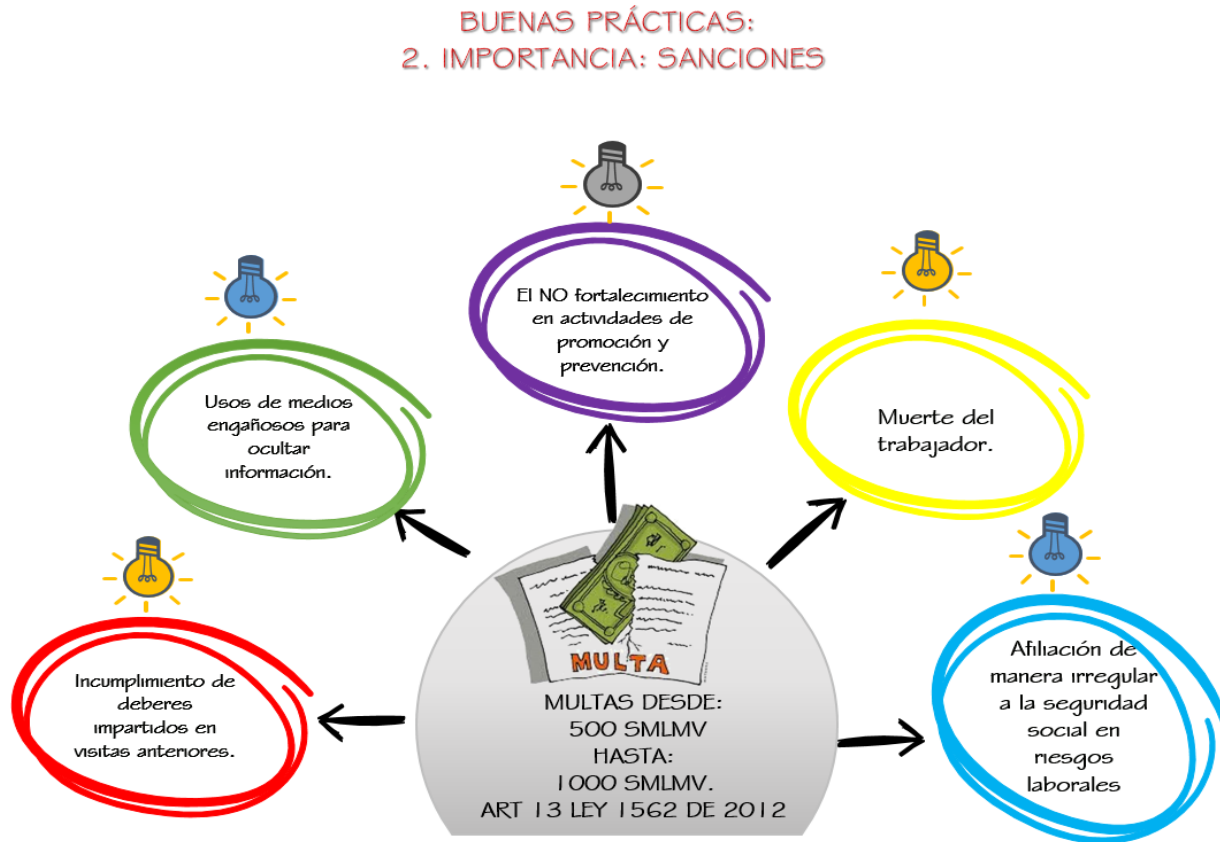 BUENAS PRÁCTICAS:
2. IMPORTANCIA: SANCIONES
El NO fortalecimiento
en actividades de
promoción y
prevención.
Usos de medios
engañosos para
ocultar
información.
Muerte del
trabajador.
Incumplimiento de
deberes
impartidos en
visitas anteriores.
Afiliación de
manera irregular
a la seguridad
social en
riesgos
laborales
MULTA
MULTAS DESDE:
500 SMLMV
HASTA:
1000 SMLMV.
ART 13 LEY 1562 DE 2012